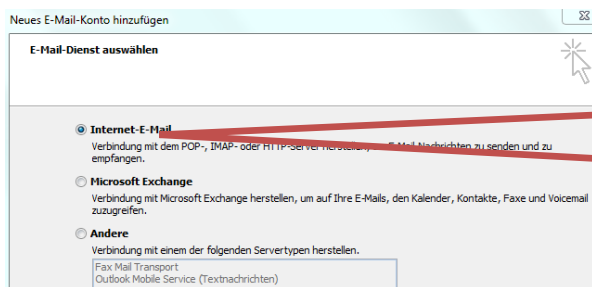 Neues E-Mail-Konto hinzufügen
E-Mail-Dienst auswählen
Internet-E-Mail
Verbindung mit dem POP-, IMAP- oder HTTP-Server herstellen, E-Mail-Nachrichten zu senden und zu
empfangen.
Microsoft Exchange
Verbindung mit Microsoft Exchange herstellen, um auf Ihre E-Mails, den Kalender, Kontakte, Faxe und Voicemail
zuzugreifen.
Andere
Verbindung mit einem der folgenden Servertypen herstellen.
Fax Mail Transport
Outlook Mobile Service (Textnachrichten)